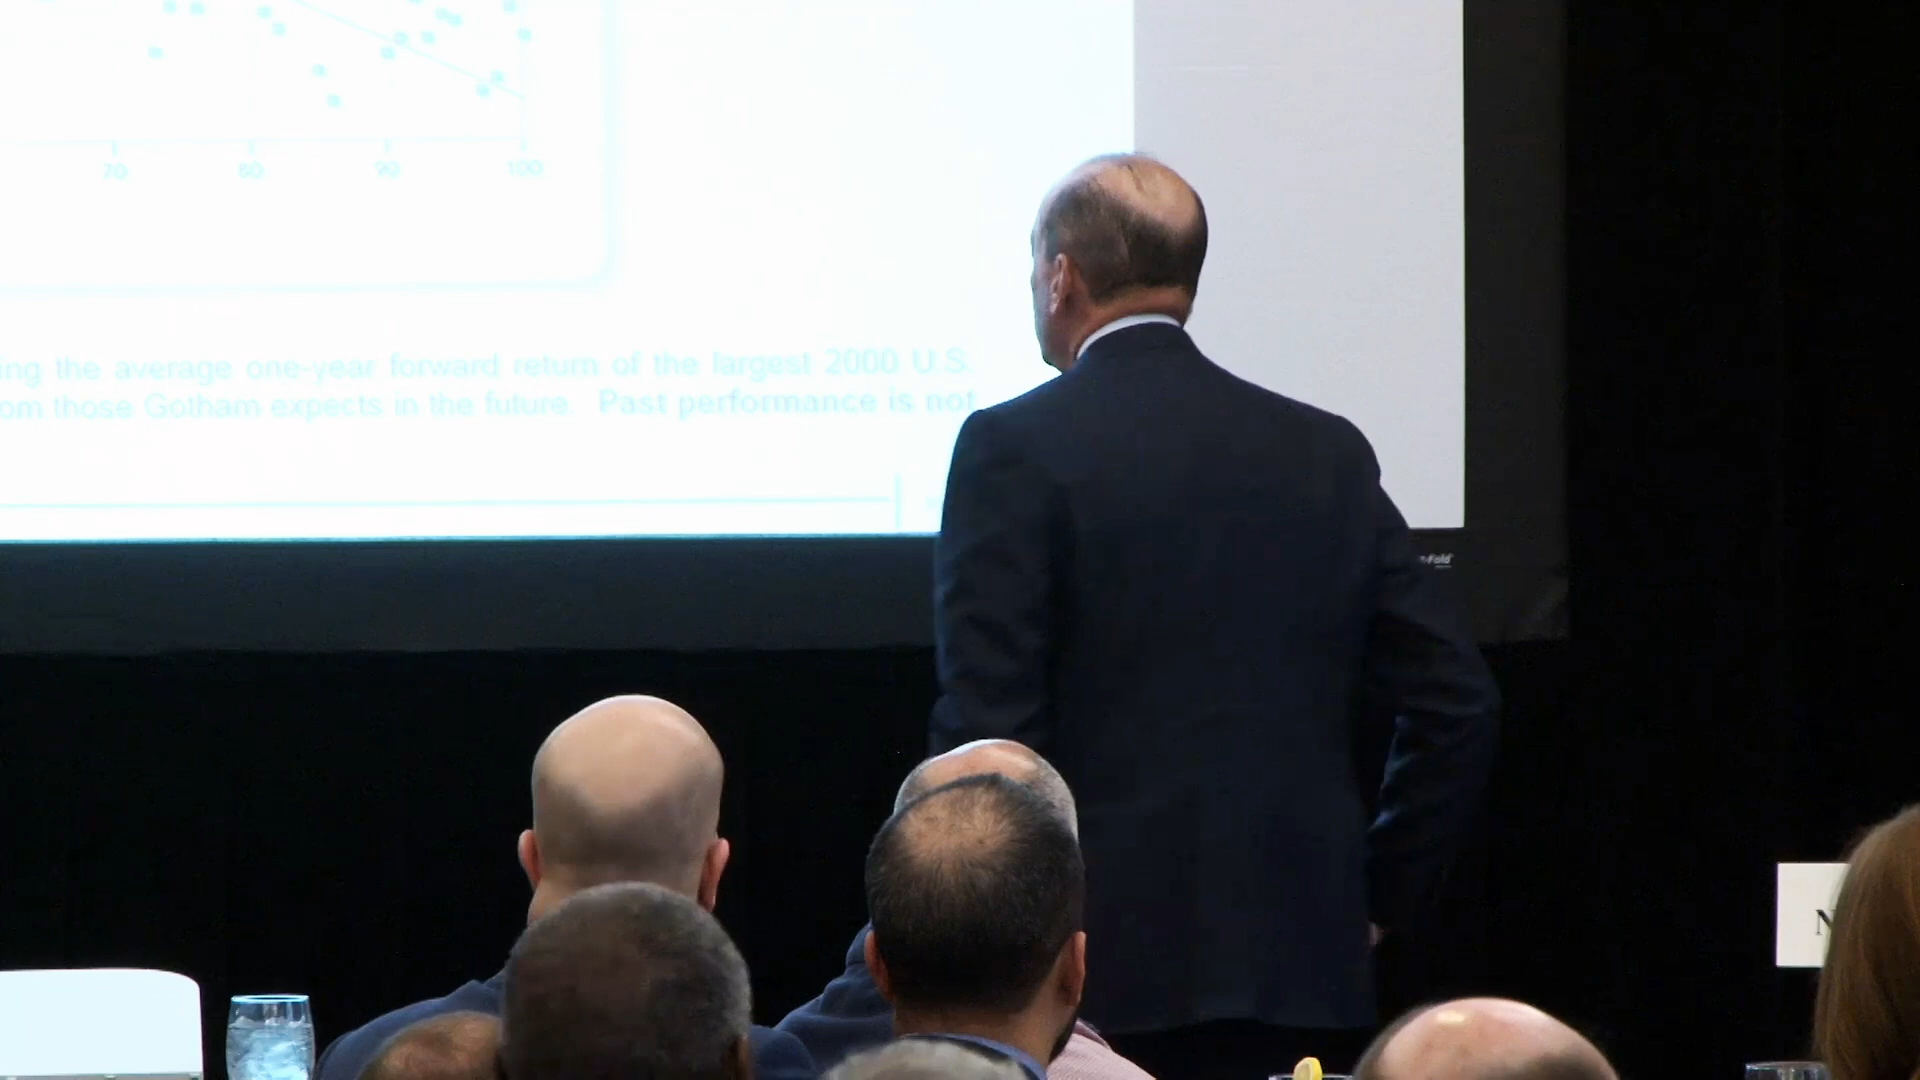 70 80 90 100
ing the average one-year forward return of the largest 2000 U.S.
om those Gotham expects in the future. Past performance is not
-Fold
N